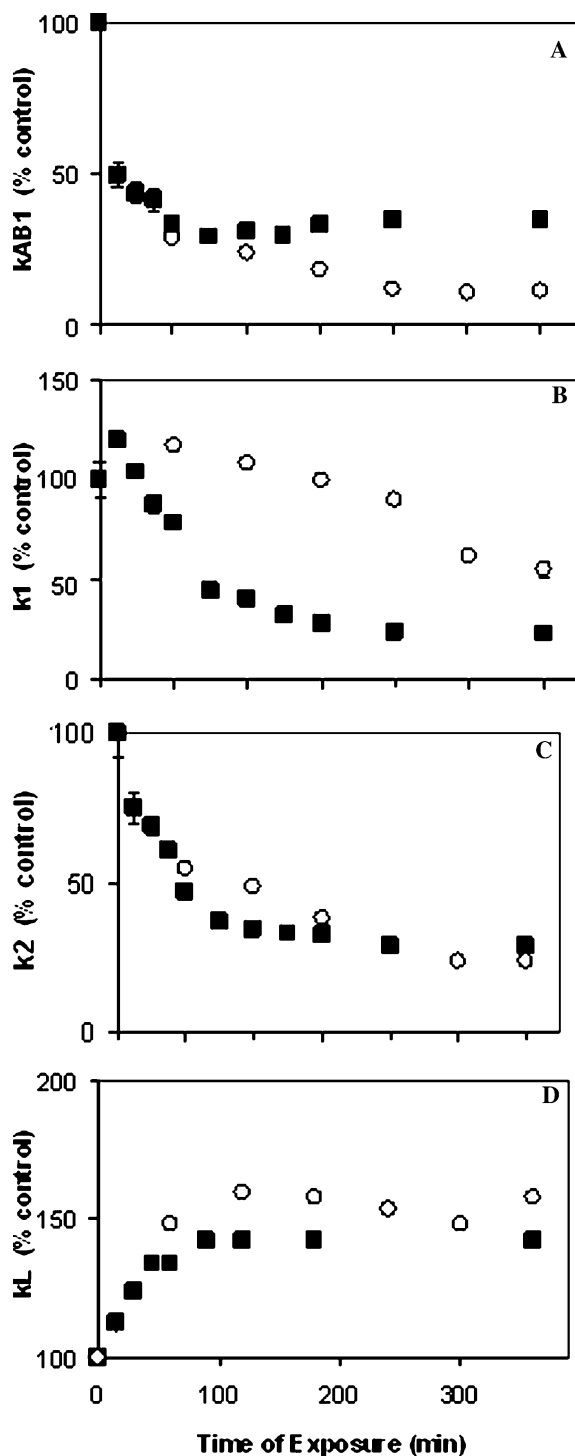 A
kAB1 (% control)
100
50
0
B
k1 (% control)
150
100
50
0
C
k2 (% control)
100
50
0
D
kL (% control)
200
150
100
0 100 200 300
Time of Exposure (min)